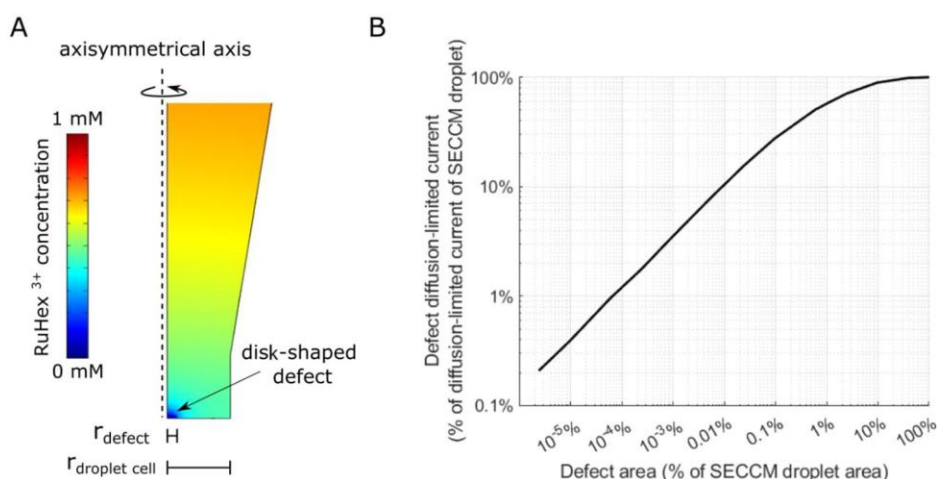 A
axisymmetrical axis
1 mM
RuHex 3+ concentration
0 mM
disk-shaped
defect
rdefect
rdroplet cell
B
Defect diffusion-limited current
(% of diffusion-limited current of SECCM droplet)
100%
10%
1%
0.1%
10-5%
10-4%
10-3%
0.01%
0.1%
1%
10%
100%
Defect area (% of SECCM droplet area)